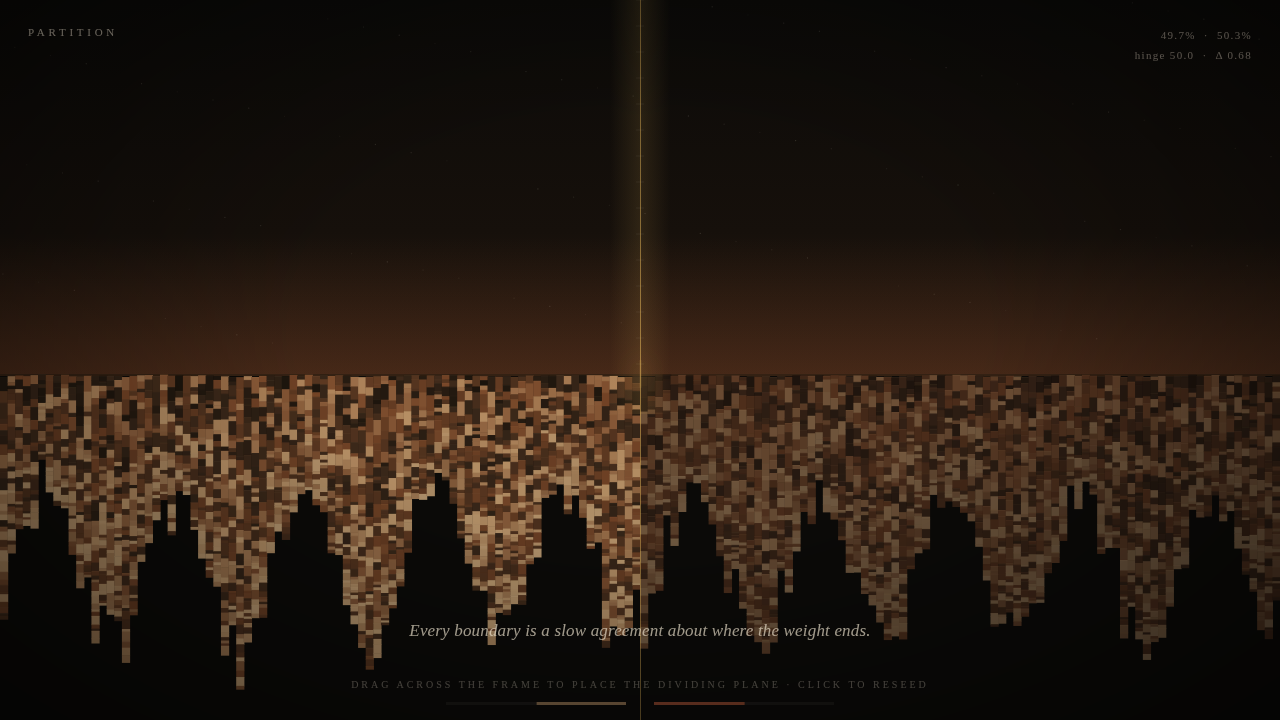 PARTITION
49.7% · 50.3%
hinge 50.0 · Δ 0.68
Every boundary is a slow agreement about where the weight ends.
DRAG ACROSS THE FRAME TO PLACE THE DIVIDING PLANE · CLICK TO RESEED